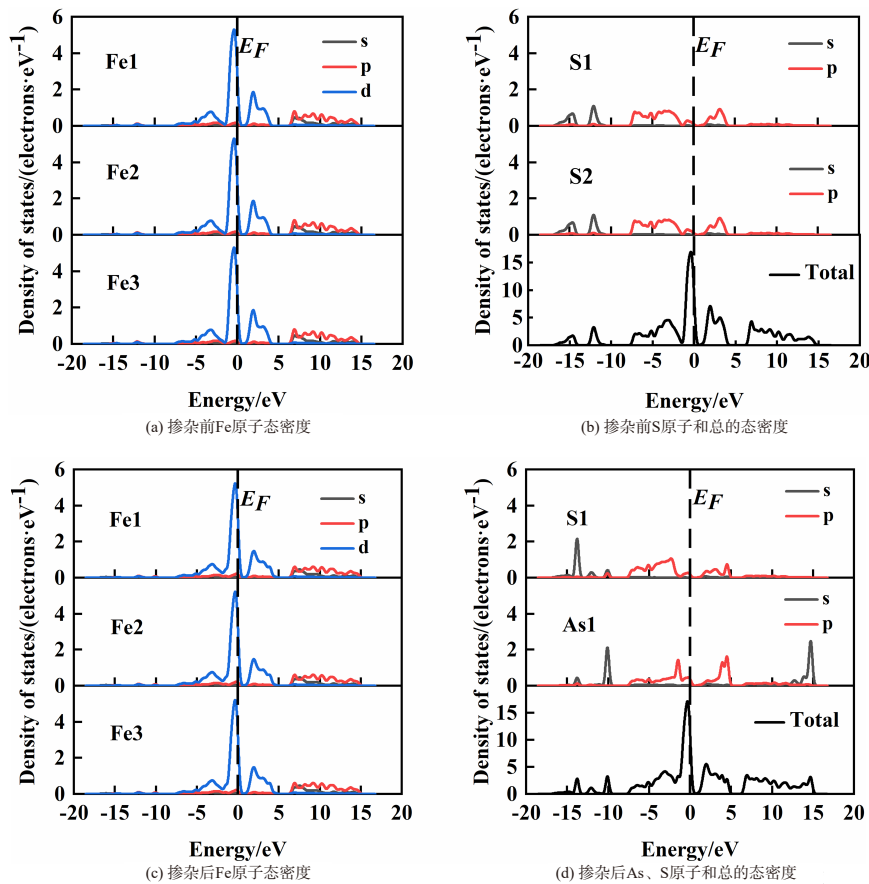 Density of states/(electrons·eV⁻¹)
6
4
2
0
4
2
0
4
2
0
Fe1
Fe2
Fe3
E_F
s
p
d
-20 -15 -10 -5 0 5 10 15 20
Energy/eV
(a) 掺杂前Fe原子态密度
Density of states/(electrons·eV⁻¹)
6
4
2
0
4
2
0
15
10
5
0
S1
S2
E_F
s
p
s
p
Total
-20 -15 -10 -5 0 5 10 15 20
Energy/eV
(b) 掺杂前S原子和总的态密度
Density of states/(electrons·eV⁻¹)
6
4
2
0
4
2
0
4
2
0
Fe1
Fe2
Fe3
E_F
s
p
d
-20 -15 -10 -5 0 5 10 15 20
Energy/eV
(c) 掺杂后Fe原子态密度
Density of states/(electrons·eV⁻¹)
6
4
2
0
4
2
0
15
10
5
0
S1
As1
E_F
s
p
s
p
Total
-20 -15 -10 -5 0 5 10 15 20
Energy/eV
(d) 掺杂后As、S原子和总的态密度